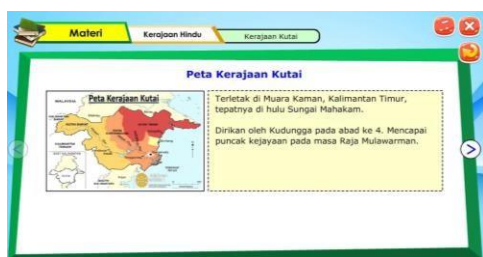 Materi
Kerajaan Hindu
Kerajaan Kutai
Peta Kerajaan Kutai
Peta Kerajaan Kutai
Terletak di Muara Kaman, Kalimantan Timur,
tepatnya di hulu Sungai Mahakam.
Dirikan oleh Kudungga pada abad ke 4. Mencapai
puncak kejayaan pada masa Raja Mulawarman.